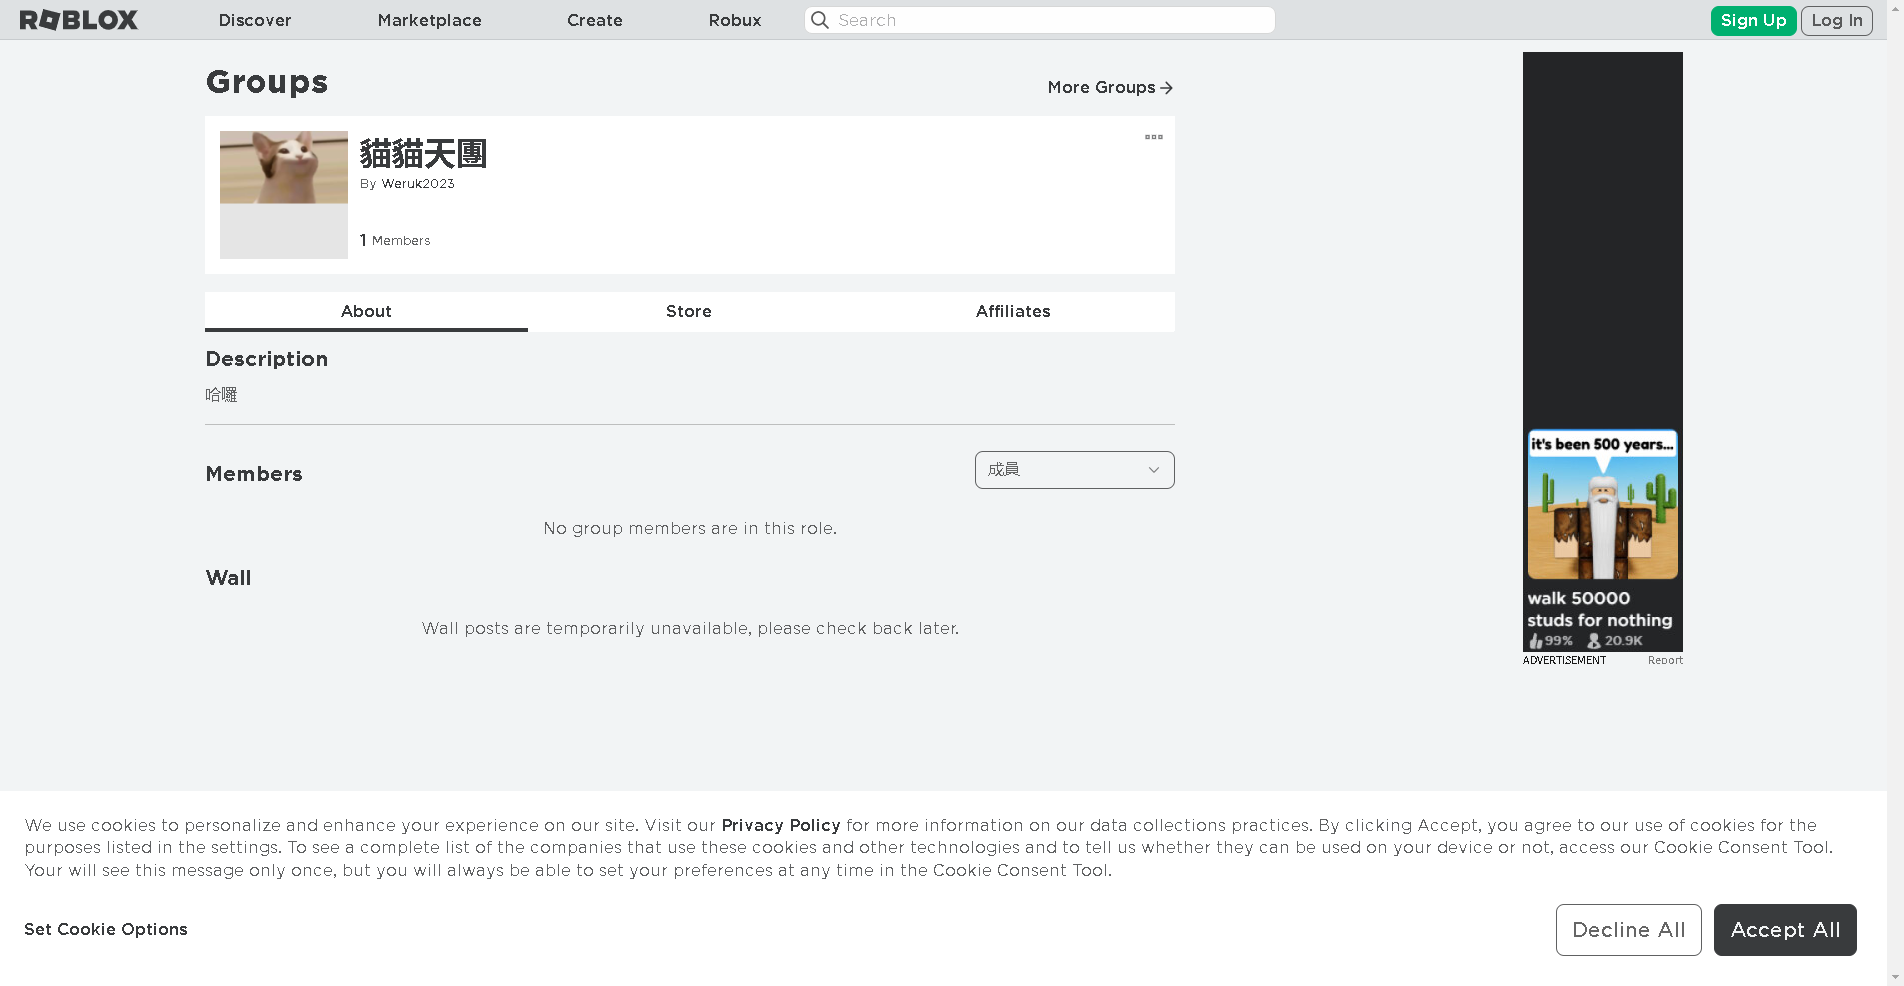 ROBLOX Discover Marketplace Create Robux Search Sign Up Log In
Groups
More Groups
貓貓天團
By Weruk2023
1 Members
About Store Affiliates
Description
哈囉
Members
成員
No group members are in this role.
Wall
Wall posts are temporarily unavailable, please check back later.
it's been 500 years...
walk 50000
studs for nothing
99% 20.9K
ADVERTISEMENT Report
We use cookies to personalize and enhance your experience on our site. Visit our Privacy Policy for more information on our data collections practices. By clicking Accept, you agree to our use of cookies for the
purposes listed in the settings. To see a complete list of the companies that use these cookies and other technologies and to tell us whether they can be used on your device or not, access our Cookie Consent Tool.
Your will see this message only once, but you will always be able to set your preferences at any time in the Cookie Consent Tool.
Set Cookie Options
Decline All
Accept All